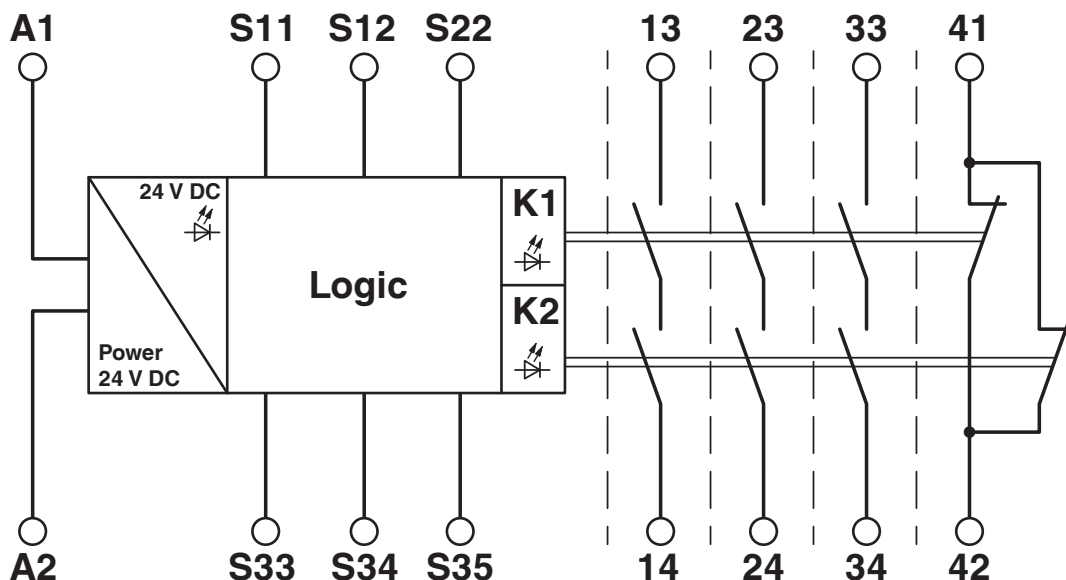 A1 S11 S12 S22 13 23 33 41
24 V DC
K1
Logic
K2
Power
24 V DC
A2 S33 S34 S35 14 24 34 42